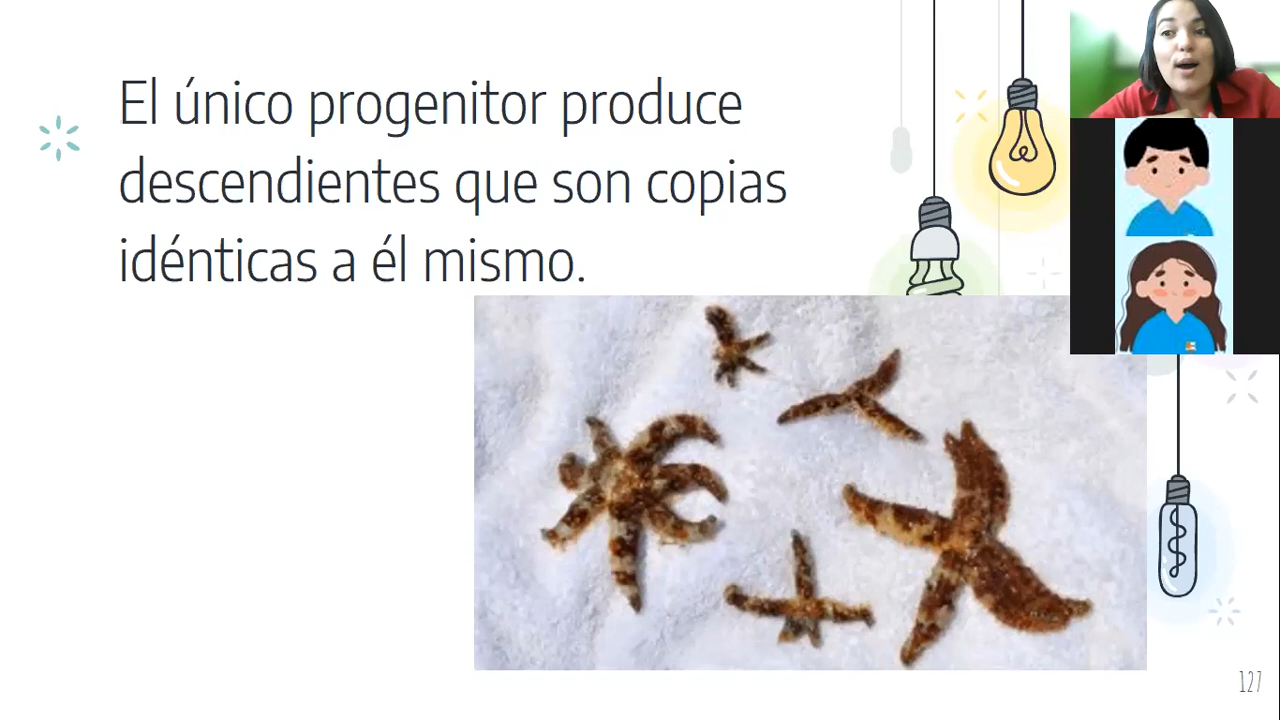 El único progenitor produce
descendientes que son copias
idénticas a él mismo.
127